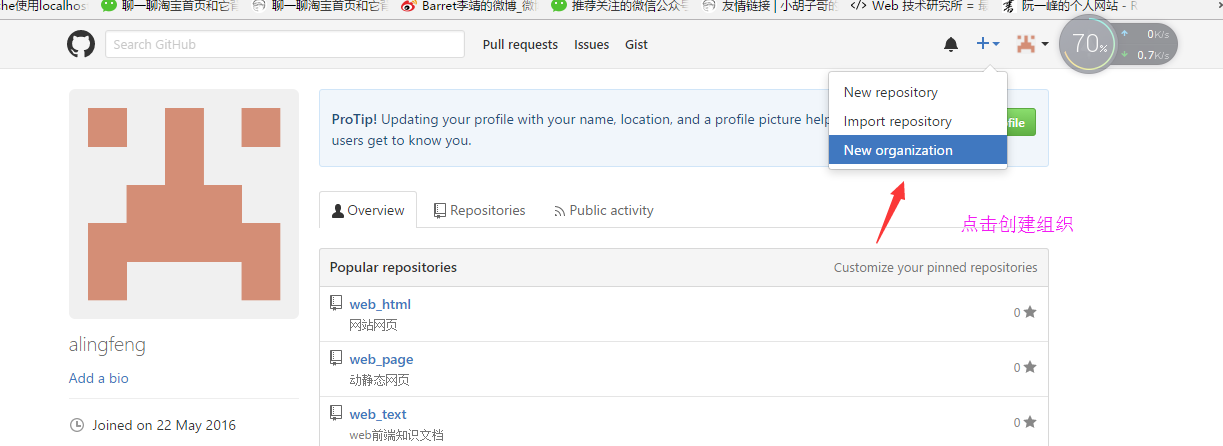 he使用localhos 聊一聊淘宝首页和它 聊一聊淘宝首页和它 Barret李靖的微博_微 推荐关注的微信公众号 友情链接 | 小胡子哥的 Web 技术研究所 = 阮一峰的个人网站 - R
Search GitHub Pull requests Issues Gist
70% 0K/s
0.7K/s
New repository
Import repository
New organization
ProTip! Updating your profile with your name, location, and a profile picture help
users get to know you.
file
Overview Repositories Public activity
点击创建组织
Popular repositories Customize your pinned repositories
web_html
网站网页
0
web_page
动静态网页
0
web_text
web前端知识文档
0
alingfeng
Add a bio
Joined on 22 May 2016